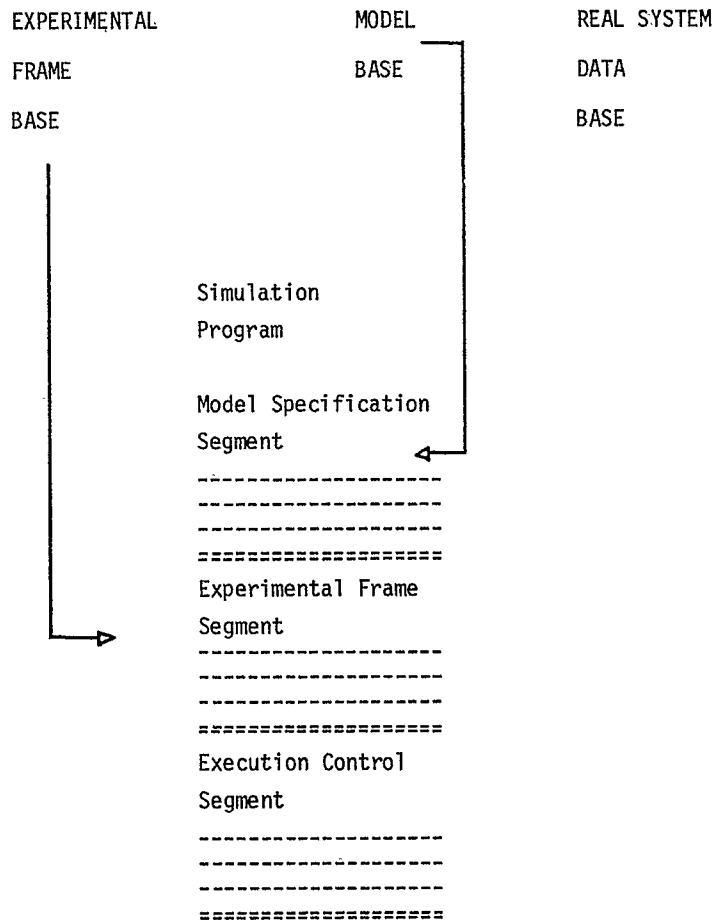 EXPERIMENTAL MODEL REAL SYSTEM
FRAME BASE DATA
BASE BASE
Simulation
Program
Model Specification
Segment
--------------------
--------------------
--------------------
====================
Experimental Frame
Segment
--------------------
--------------------
--------------------
====================
Execution Control
Segment
--------------------
--------------------
--------------------
====================